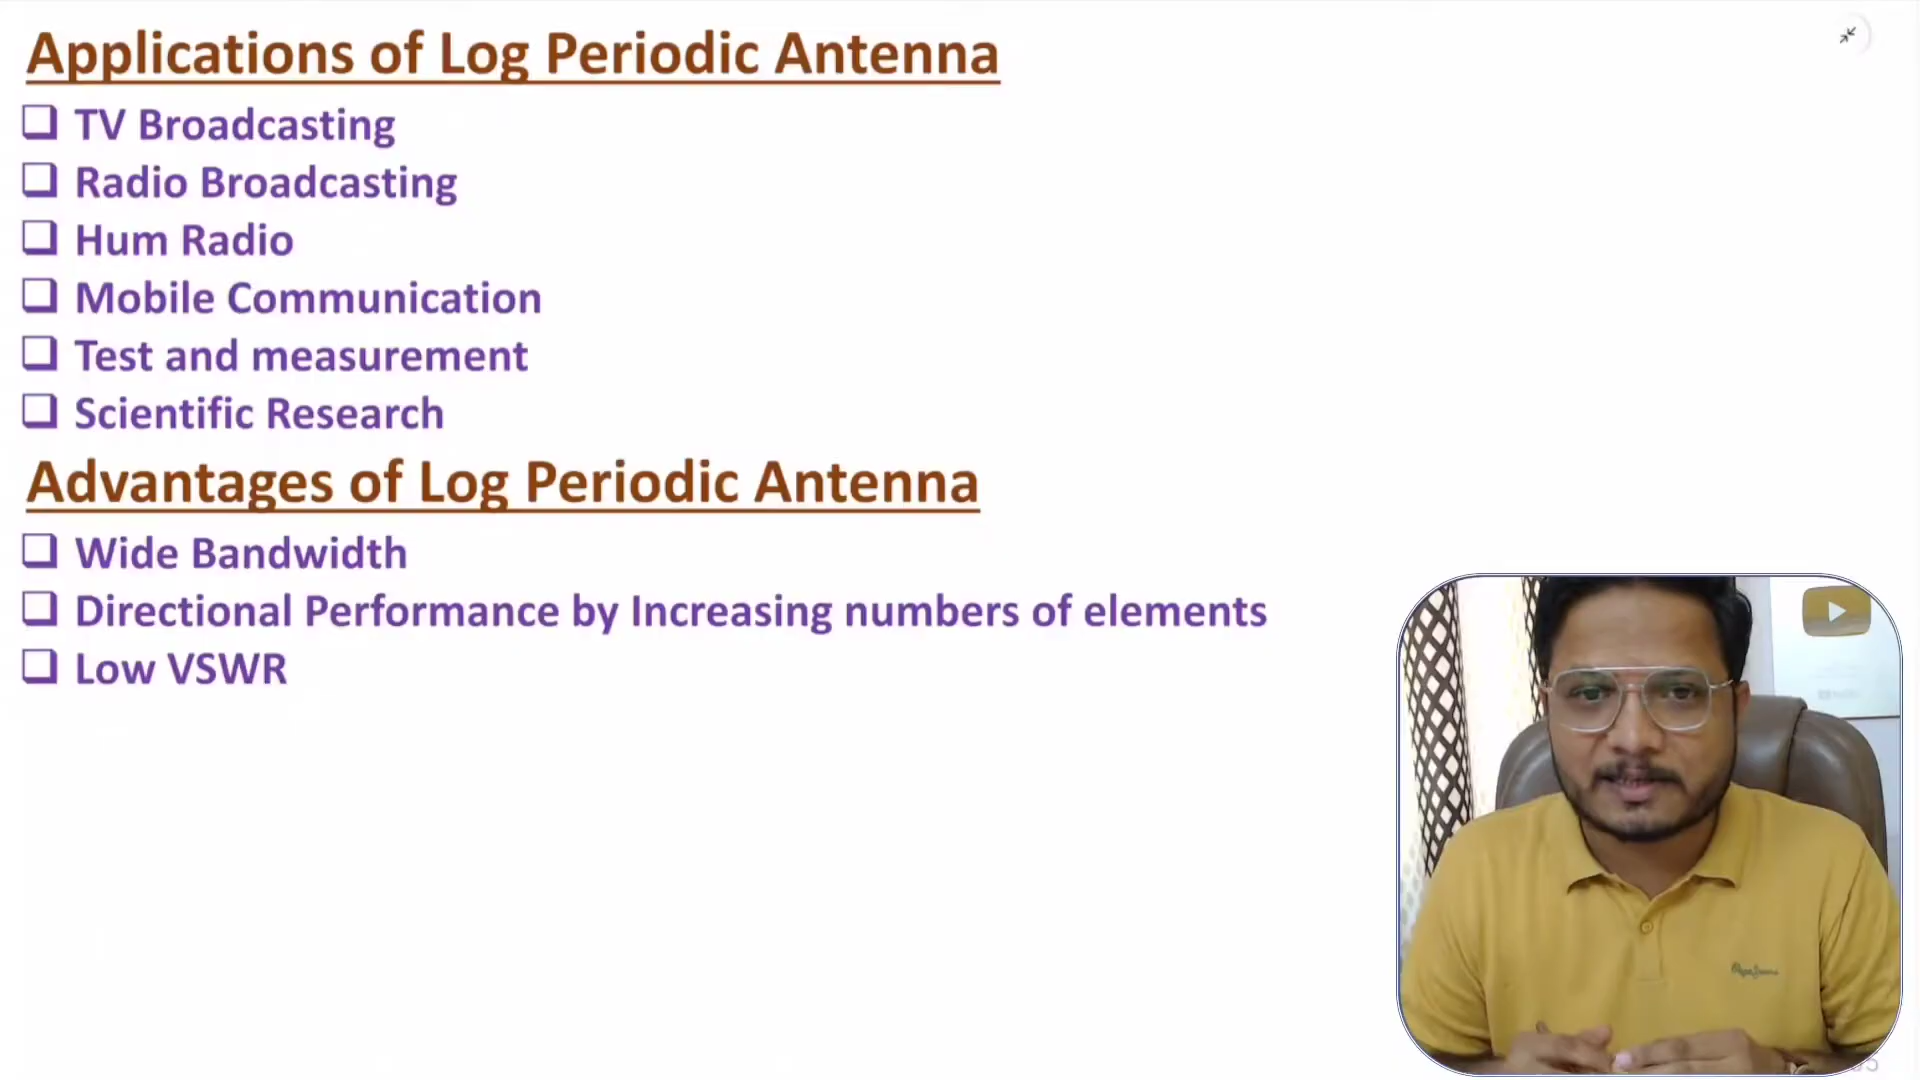 Applications of Log Periodic Antenna
TV Broadcasting
Radio Broadcasting
Hum Radio
Mobile Communication
Test and measurement
Scientific Research
Advantages of Log Periodic Antenna
Wide Bandwidth
Directional Performance by Increasing numbers of elements
Low VSWR